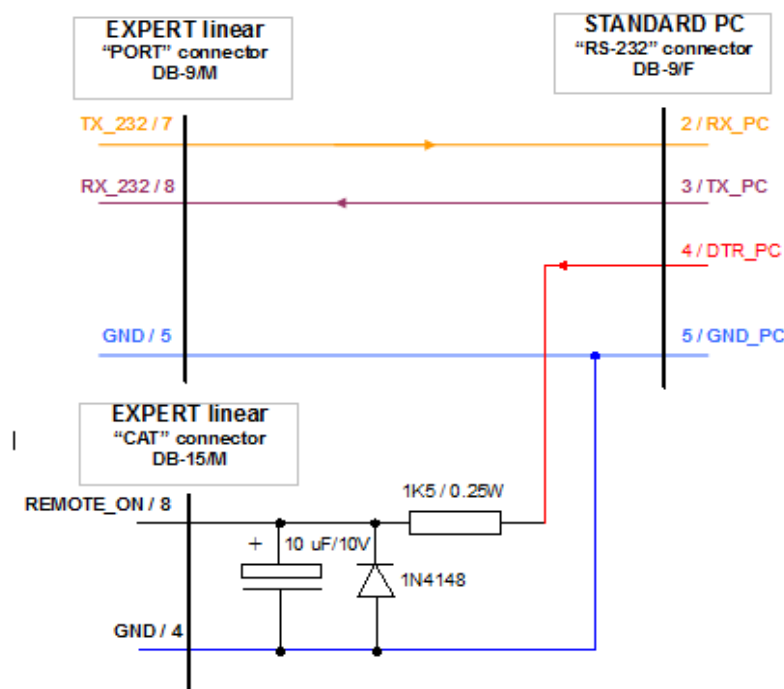 EXPERT linear
“PORT” connector
DB-9/M
STANDARD PC
“RS-232” connector
DB-9/F
TX_232 / 7
2 / RX_PC
RX_232 / 8
3 / TX_PC
4 / DTR_PC
GND / 5
5 / GND_PC
EXPERT linear
“CAT” connector
DB-15/M
1K5 / 0.25W
REMOTE_ON / 8
+
10 uF/10V
1N4148
GND / 4